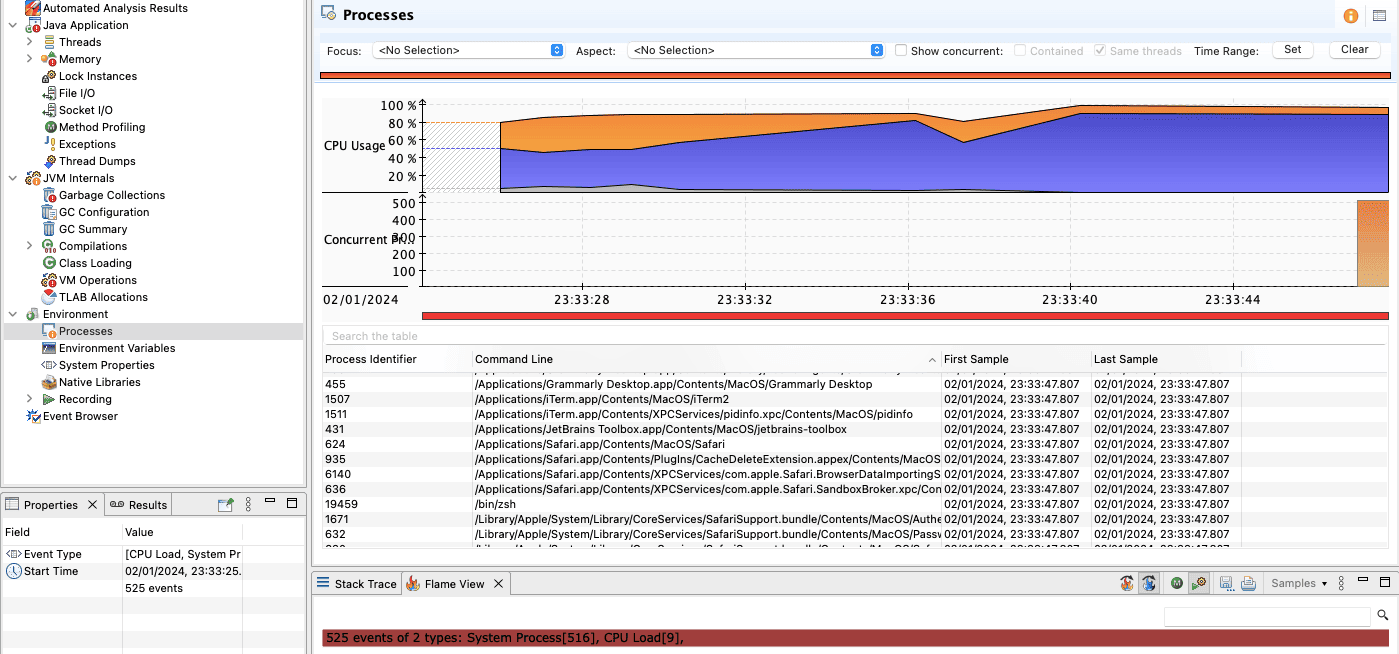 Automated Analysis Results
Java Application
Threads
Memory
Lock Instances
File I/O
Socket I/O
Method Profiling
Exceptions
Thread Dumps
JVM Internals
Garbage Collections
GC Configuration
GC Summary
Compilations
Class Loading
VM Operations
TLAB Allocations
Environment
Processes
Environment Variables
System Properties
Native Libraries
Recording
Event Browser
Properties Results
Field Value
Event Type [CPU Load, System Pr
Start Time 02/01/2024, 23:33:25.
525 events
Processes
Focus: <No Selection> Aspect: <No Selection> Show concurrent: Contained Same threads Time Range: Set Clear
100 %
80 %
60 %
CPU Usage
40 %
20 %
500
400
300
Concurrent Pr...
200
100
02/01/2024 23:33:28 23:33:32 23:33:36 23:33:40 23:33:44
Search the table
Process Identifier Command Line First Sample Last Sample
455 /Applications/Grammarly Desktop.app/Contents/MacOS/Grammarly Desktop 02/01/2024, 23:33:47.807 02/01/2024, 23:33:47.807
1507 /Applications/iTerm.app/Contents/MacOS/iTerm2 02/01/2024, 23:33:47.807 02/01/2024, 23:33:47.807
1511 /Applications/iTerm.app/Contents/XPCServices/pidinfo.xpc/Contents/MacOS/pidinfo 02/01/2024, 23:33:47.807 02/01/2024, 23:33:47.807
431 /Applications/JetBrains Toolbox.app/Contents/MacOS/jetbrains-toolbox 02/01/2024, 23:33:47.807 02/01/2024, 23:33:47.807
624 /Applications/Safari.app/Contents/MacOS/Safari 02/01/2024, 23:33:47.807 02/01/2024, 23:33:47.807
935 /Applications/Safari.app/Contents/PlugIns/CacheDeleteExtension.appex/Contents/MacOS 02/01/2024, 23:33:47.807 02/01/2024, 23:33:47.807
6140 /Applications/Safari.app/Contents/XPCServices/com.apple.Safari.BrowserDataImportingS 02/01/2024, 23:33:47.807 02/01/2024, 23:33:47.807
636 /Applications/Safari.app/Contents/XPCServices/com.apple.Safari.SandboxBroker.xpc/Con 02/01/2024, 23:33:47.807 02/01/2024, 23:33:47.807
19459 /bin/zsh 02/01/2024, 23:33:47.807 02/01/2024, 23:33:47.807
1671 /Library/Apple/System/Library/CoreServices/SafariSupport.bundle/Contents/MacOS/Authe 02/01/2024, 23:33:47.807 02/01/2024, 23:33:47.807
632 /Library/Apple/System/Library/CoreServices/SafariSupport.bundle/Contents/MacOS/Passw 02/01/2024, 23:33:47.807 02/01/2024, 23:33:47.807
Stack Trace Flame View Samples
525 events of 2 types: System Process[516], CPU Load[9],